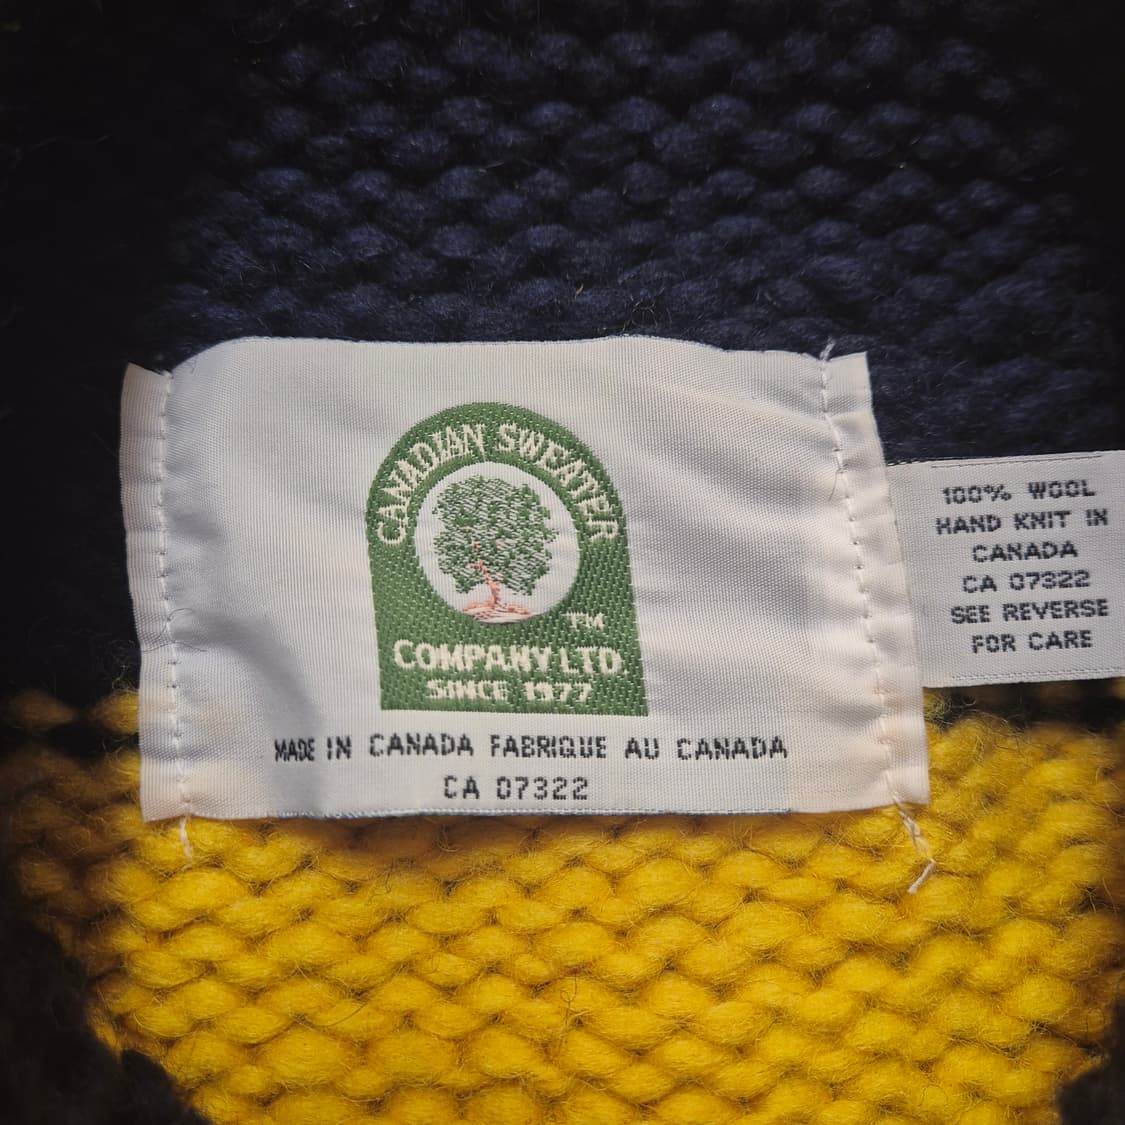 CANADIAN SWEATER
TM
COMPANY LTD.
SINCE 1977
MADE IN CANADA FABRIQUE AU CANADA
CA 07322
100% WOOL
HAND KNIT IN
CANADA
CA 07322
SEE REVERSE
FOR CARE